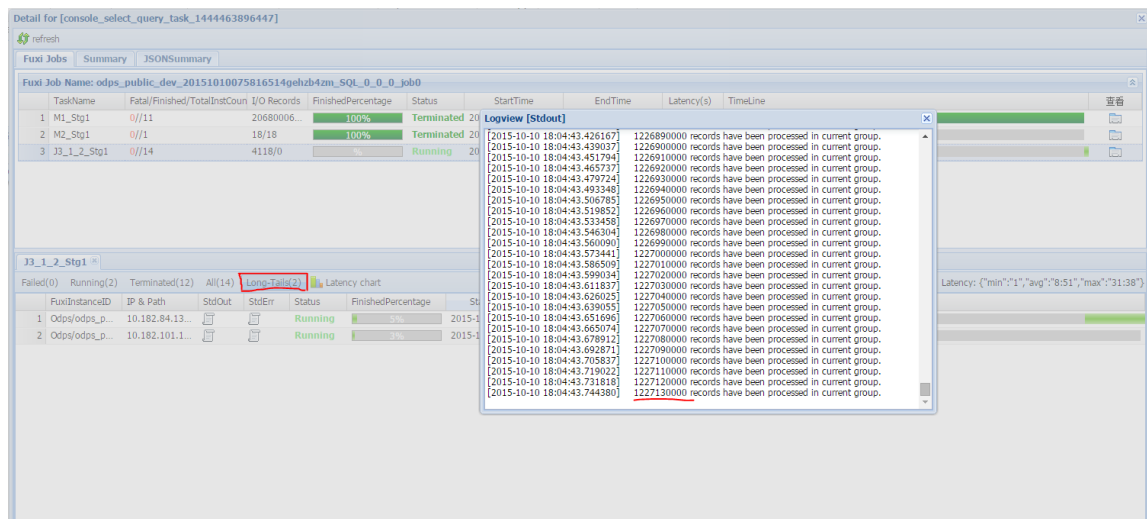 Detail for [console_select_query_task_1444463896447]
refresh
Fuxi Jobs Summary JSONSummary
Fuxi Job Name: odps_public_dev_20151010075816514gehzb4zm_SQL_0_0_0_job0
TaskName Fatal/Finished/TotalInstCoun I/O Records FinishedPercentage Status StartTime EndTime Latency(s) TimeLine 查看
1 M1_Stg1 0//11 20680006... 100% Terminated 20
2 M2_Stg1 0//1 18/18 100% Terminated 20
3 J3_1_2_Stg1 0//14 4118/0 % Running 20
Logview [Stdout]
[2015-10-10 18:04:43.426167] 1226890000 records have been processed in current group.
[2015-10-10 18:04:43.439037] 1226900000 records have been processed in current group.
[2015-10-10 18:04:43.451794] 1226910000 records have been processed in current group.
[2015-10-10 18:04:43.465737] 1226920000 records have been processed in current group.
[2015-10-10 18:04:43.479724] 1226930000 records have been processed in current group.
[2015-10-10 18:04:43.493348] 1226940000 records have been processed in current group.
[2015-10-10 18:04:43.506785] 1226950000 records have been processed in current group.
[2015-10-10 18:04:43.519852] 1226960000 records have been processed in current group.
[2015-10-10 18:04:43.533458] 1226970000 records have been processed in current group.
[2015-10-10 18:04:43.546304] 1226980000 records have been processed in current group.
[2015-10-10 18:04:43.560090] 1226990000 records have been processed in current group.
[2015-10-10 18:04:43.573441] 1227000000 records have been processed in current group.
[2015-10-10 18:04:43.586509] 1227010000 records have been processed in current group.
[2015-10-10 18:04:43.599034] 1227020000 records have been processed in current group.
[2015-10-10 18:04:43.611837] 1227030000 records have been processed in current group.
[2015-10-10 18:04:43.626025] 1227040000 records have been processed in current group.
[2015-10-10 18:04:43.639055] 1227050000 records have been processed in current group.
[2015-10-10 18:04:43.651696] 1227060000 records have been processed in current group.
[2015-10-10 18:04:43.665074] 1227070000 records have been processed in current group.
[2015-10-10 18:04:43.678912] 1227080000 records have been processed in current group.
[2015-10-10 18:04:43.692871] 1227090000 records have been processed in current group.
[2015-10-10 18:04:43.705837] 1227100000 records have been processed in current group.
[2015-10-10 18:04:43.719022] 1227110000 records have been processed in current group.
[2015-10-10 18:04:43.731818] 1227120000 records have been processed in current group.
[2015-10-10 18:04:43.744380] 1227130000 records have been processed in current group.
J3_1_2_Stg1
Failed(0) Running(2) Terminated(12) All(14) Long-Tails(2) Latency chart Latency: {"min":"1","avg":"8:51","max":"31:38"}
FuxiInstanceID IP & Path StdOut StdErr Status FinishedPercentage Sta
1 Odps/odps_p... 10.182.84.13... Running 5% 2015-1
2 Odps/odps_p... 10.182.101.1... Running 3% 2015-1